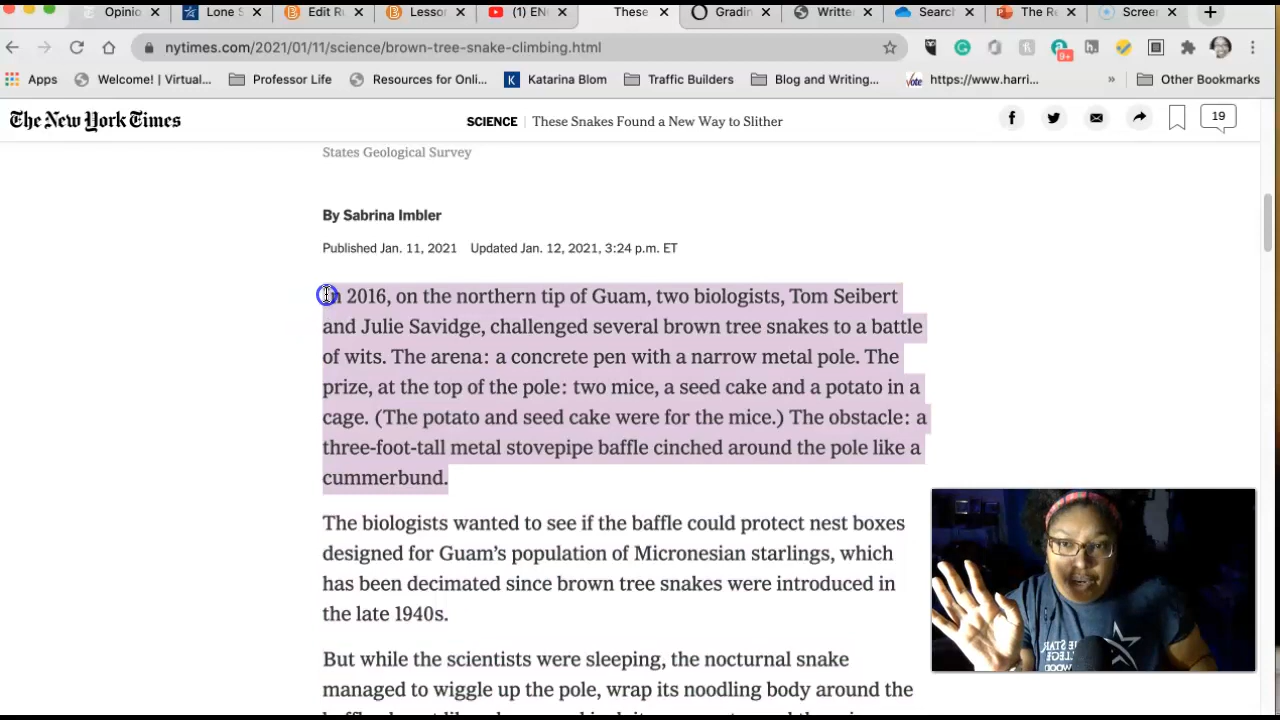 Opinio
Lone S
Edit R
Lesson
(1) EN
These
Gradin
Writte
Search
The R
Screen
nytimes.com/2021/01/11/science/brown-tree-snake-climbing.html
9+
Apps
Welcome! | Virtual...
Professor Life
Resources for Onli...
K
Katarina Blom
Traffic Builders
Blog and Writing...
vote
https://www.harri...
»
Other Bookmarks
The New York Times
SCIENCE | These Snakes Found a New Way to Slither
19
States Geological Survey
By Sabrina Imbler
Published Jan. 11, 2021 Updated Jan. 12, 2021, 3:24 p.m. ET
In 2016, on the northern tip of Guam, two biologists, Tom Seibert
and Julie Savidge, challenged several brown tree snakes to a battle
of wits. The arena: a concrete pen with a narrow metal pole. The
prize, at the top of the pole: two mice, a seed cake and a potato in a
cage. (The potato and seed cake were for the mice.) The obstacle: a
three-foot-tall metal stovepipe baffle cinched around the pole like a
cummerbund.
The biologists wanted to see if the baffle could protect nest boxes
designed for Guam's population of Micronesian starlings, which
has been decimated since brown tree snakes were introduced in
the late 1940s.
But while the scientists were sleeping, the nocturnal snake
managed to wiggle up the pole, wrap its noodling body around the